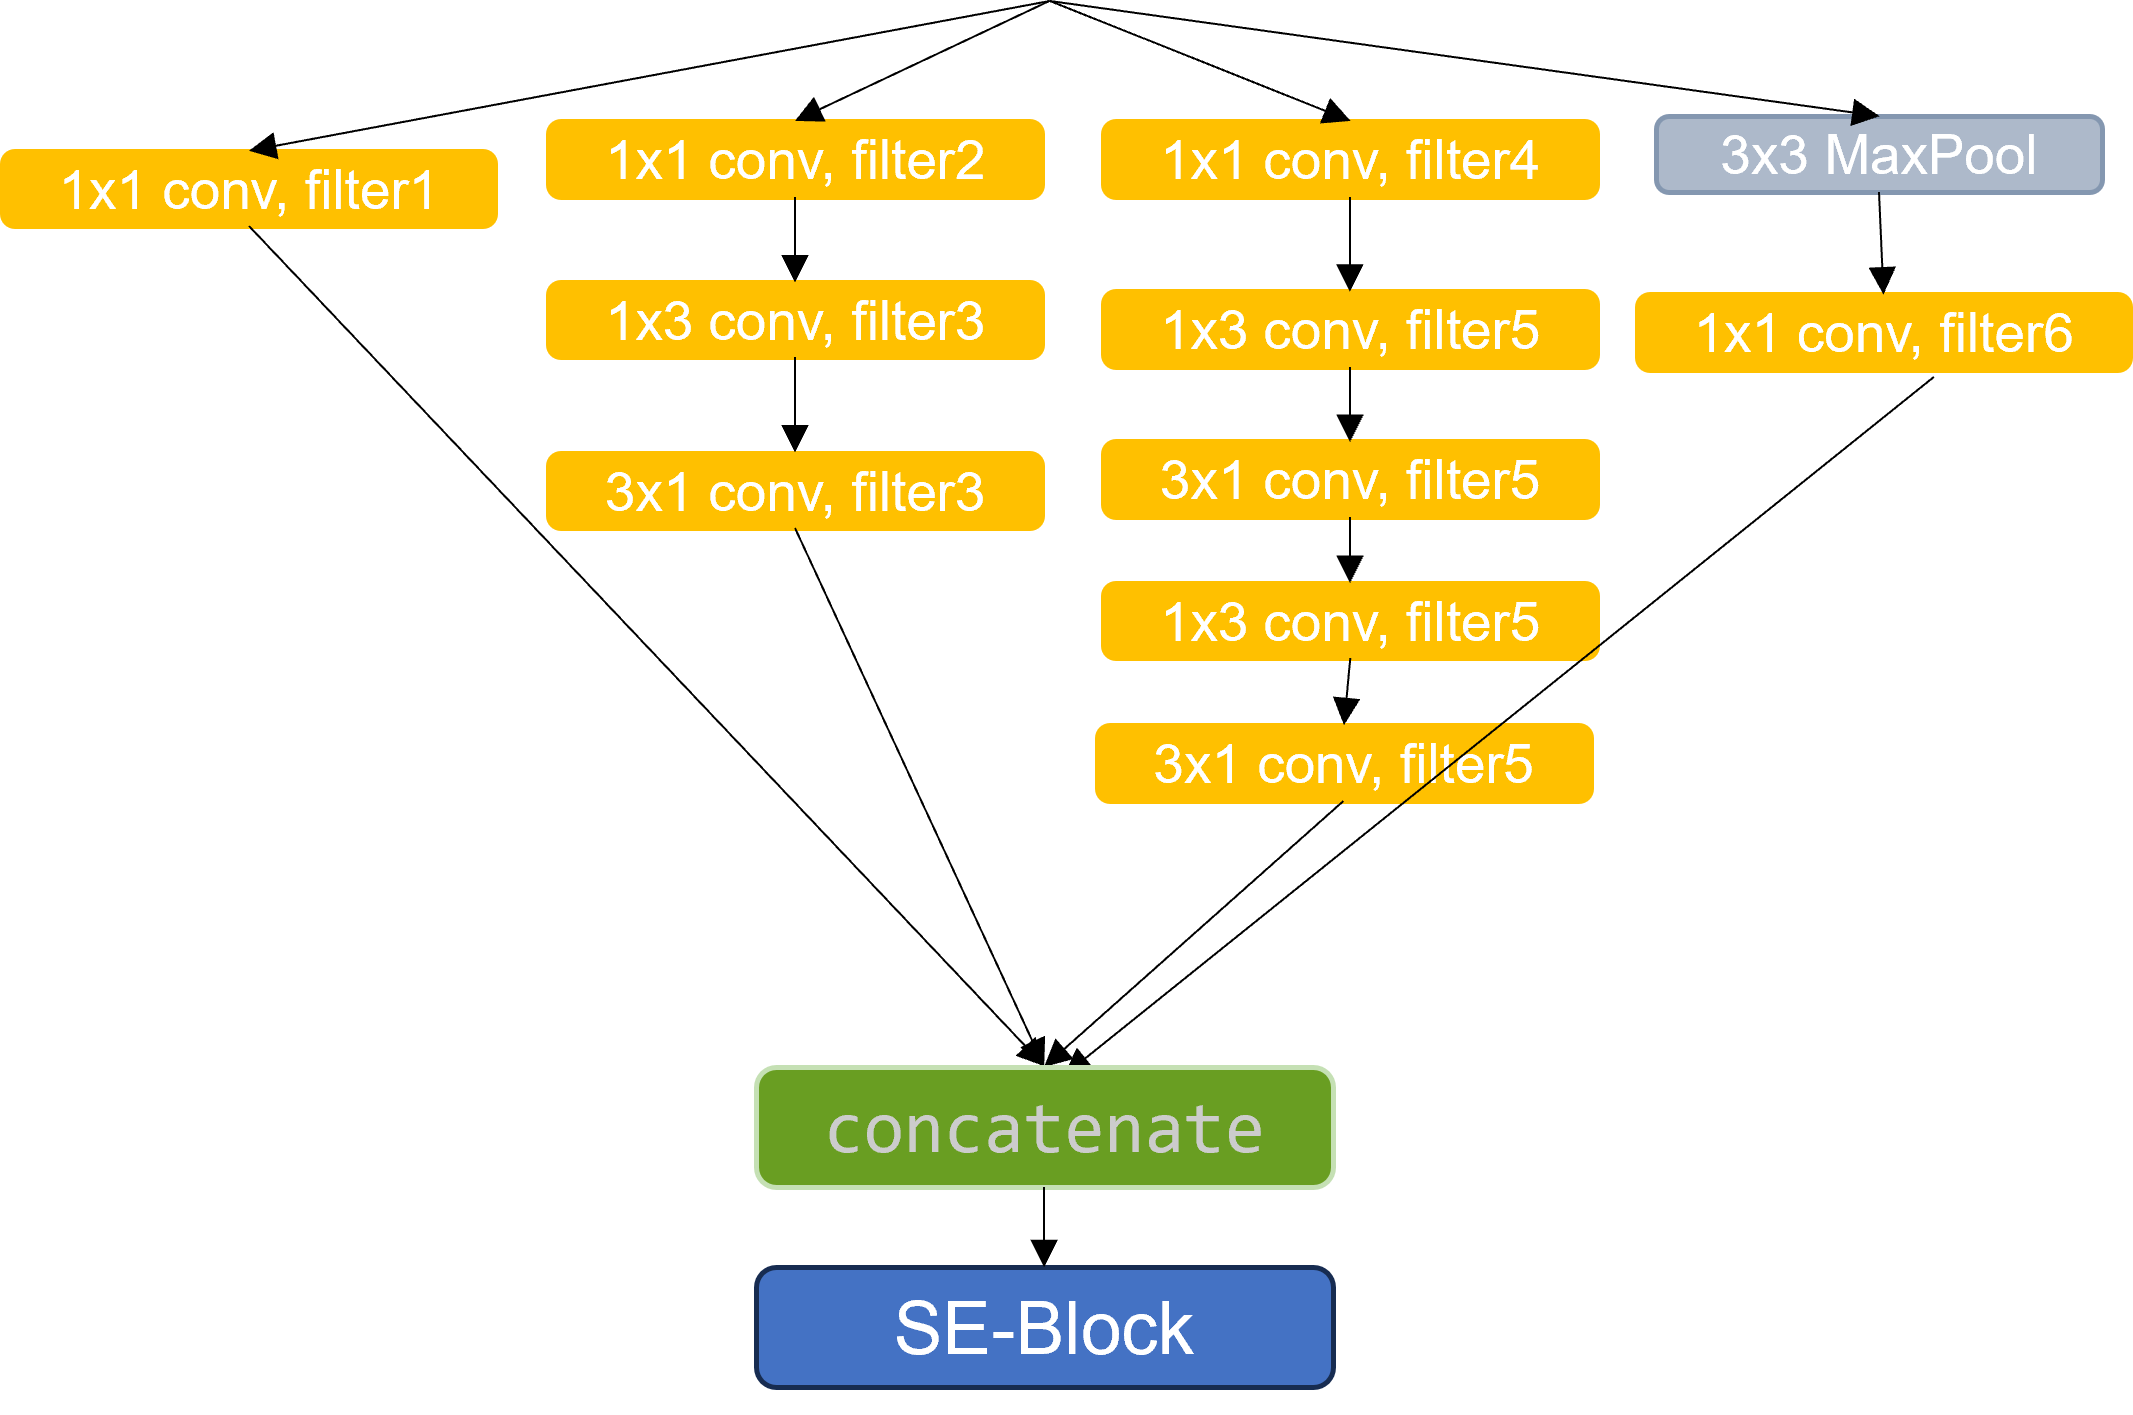 1x1 conv, filter1
1x1 conv, filter2
1x3 conv, filter3
3x1 conv, filter3
1x1 conv, filter4
1x3 conv, filter5
3x1 conv, filter5
1x3 conv, filter5
3x1 conv, filter5
3x3 MaxPool
1x1 conv, filter6
concatenate
SE-Block